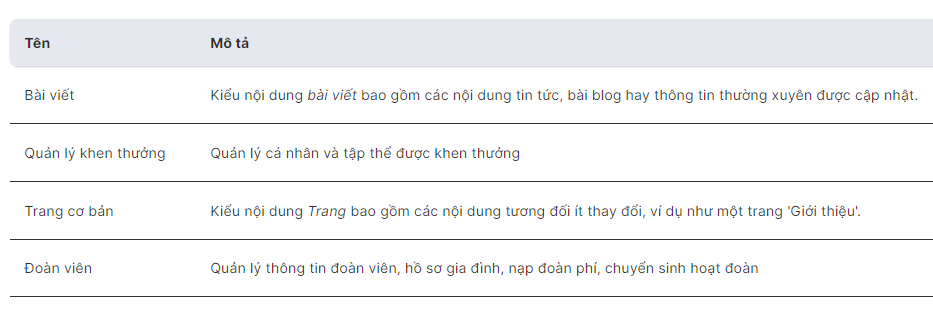 Tên Mô tả
Bài viết Kiểu nội dung bài viết bao gồm các nội dung tin tức, bài blog hay thông tin thường xuyên được cập nhật.
Quản lý khen thưởng Quản lý cá nhân và tập thể được khen thưởng
Trang cơ bản Kiểu nội dung Trang bao gồm các nội dung tương đối ít thay đổi, ví dụ như một trang 'Giới thiệu'.
Đoàn viên Quản lý thông tin đoàn viên, hồ sơ gia đình, nạp đoàn phí, chuyển sinh hoạt đoàn